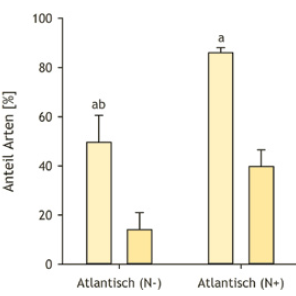 100
80
60
40
20
0
Anteil Arten [%]
ab
a
Atlantisch (N-)
Atlantisch (N+)